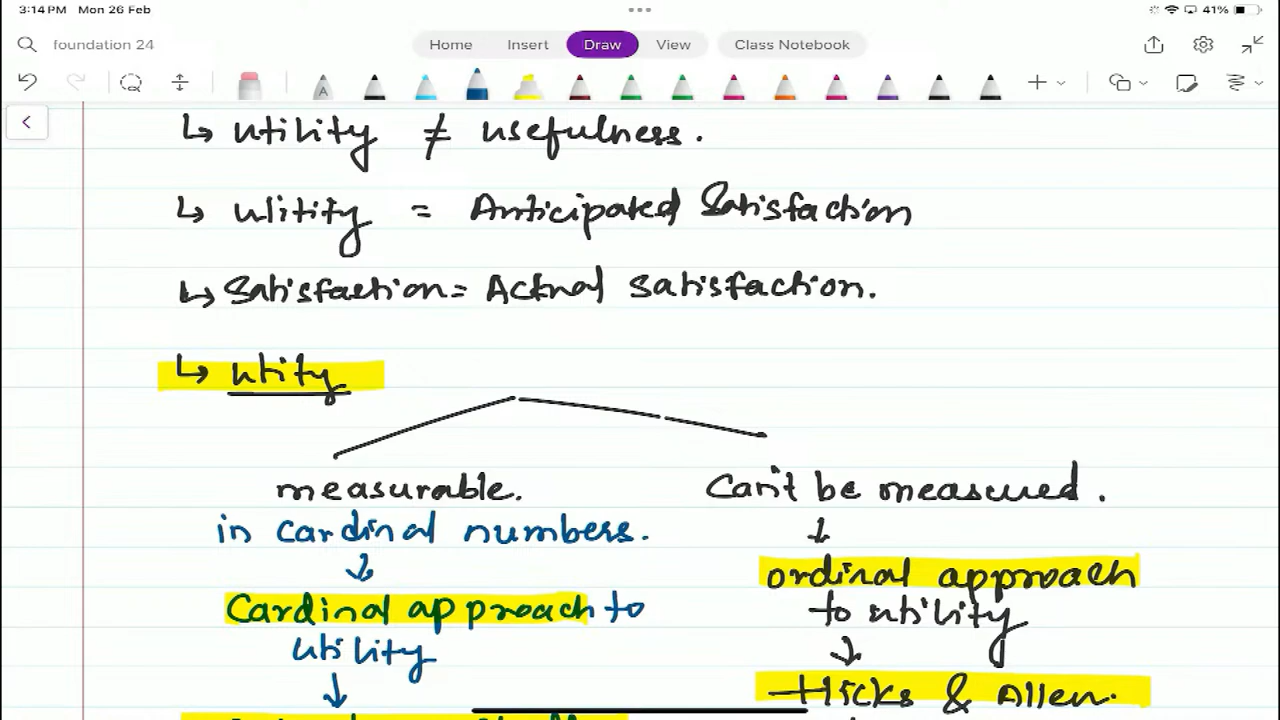 3:14 PM Mon 26 Feb
41%
foundation 24
Home Insert Draw View Class Notebook
A
↳ utility ≠ usefulness.
↳ Ulitity = Anticipated Satisfaction
↳ Satisfaction = Actual satisfaction.
↳ utity
measurable. Can't be measured.
in cardinal numbers. ↓
↓ ordinal approach
Cardinal approach to to utility
utility ↓
↓ Hicks & Allen.